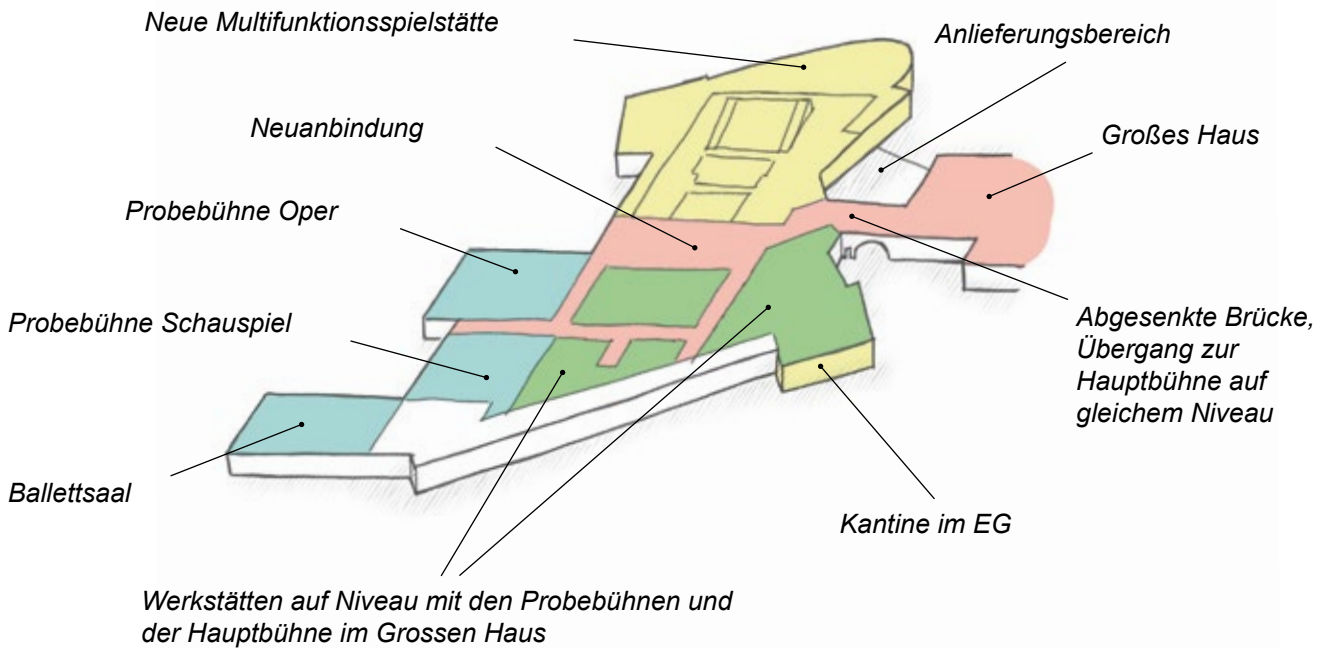 Neue Multifunktionsspielstätte
Anlieferungsbereich
Neuanbindung
Großes Haus
Probebühne Oper
Probebühne Schauspiel
Abgesenkte Brücke,
Übergang zur
Hauptbühne auf
gleichem Niveau
Ballettsaal
Kantine im EG
Werkstätten auf Niveau mit den Probebühnen und
der Hauptbühne im Grossen Haus